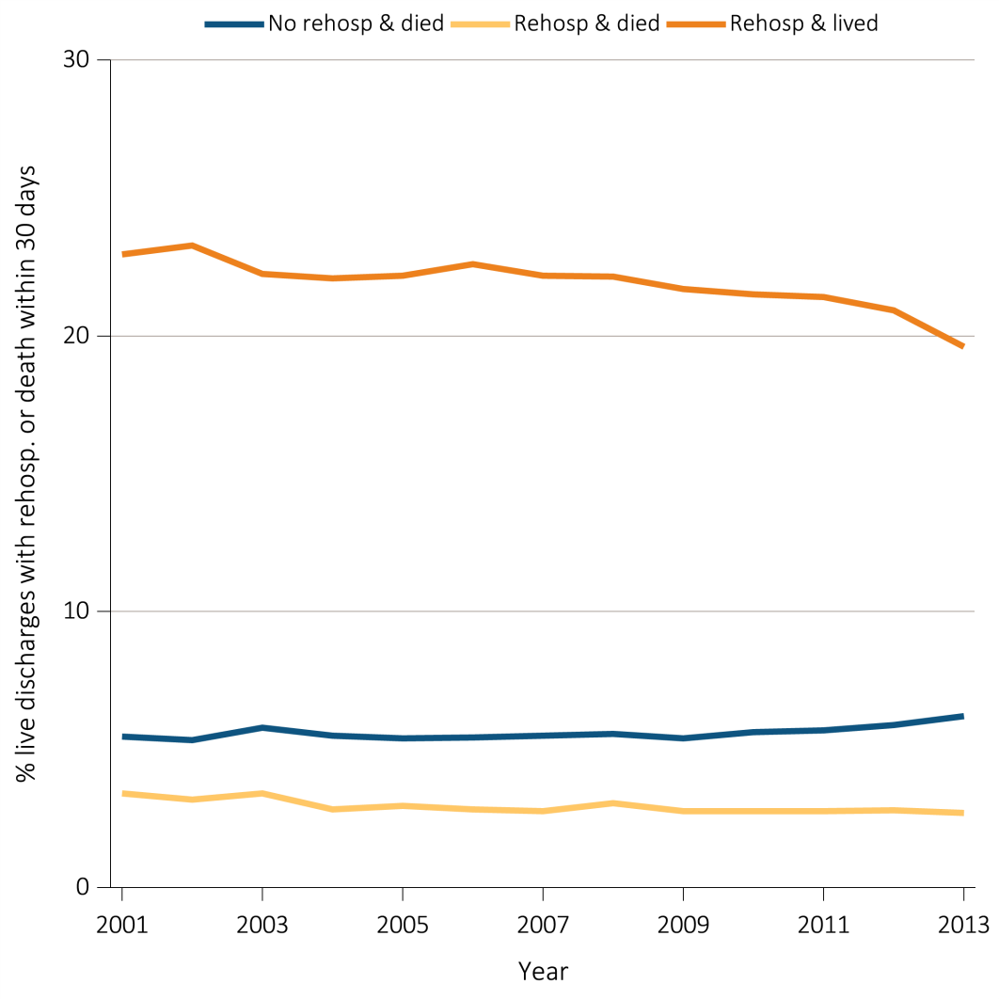 No rehosp & died Rehosp & died Rehosp & lived
% live discharges with rehosp. or death within 30 days
30
20
10
0
2001 2003 2005 2007 2009 2011 2013
Year